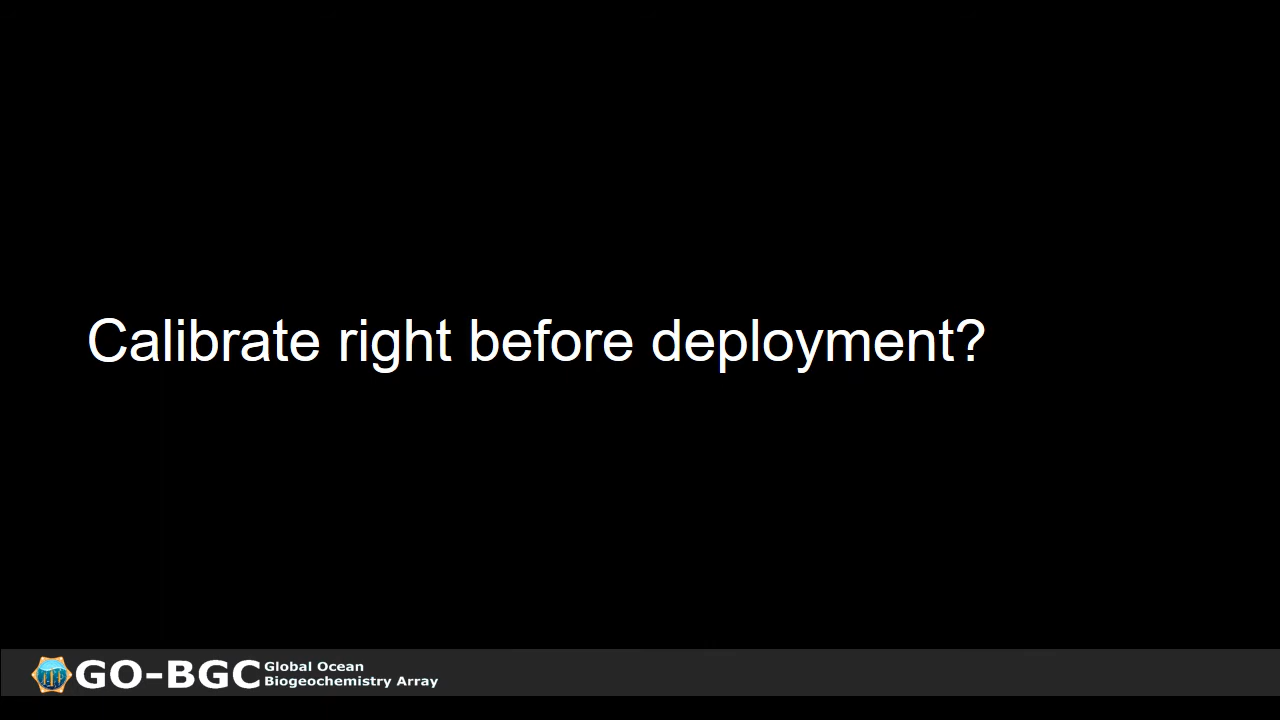 Calibrate right before deployment?
GO-BGC
Global Ocean
Biogeochemistry Array